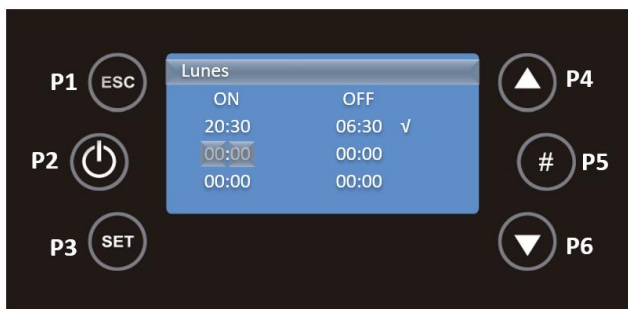 P1 ESC
Lunes
P4
ON OFF
20:30 06:30 √
P2
00:00 00:00
# P5
00:00 00:00
P3 SET
P6